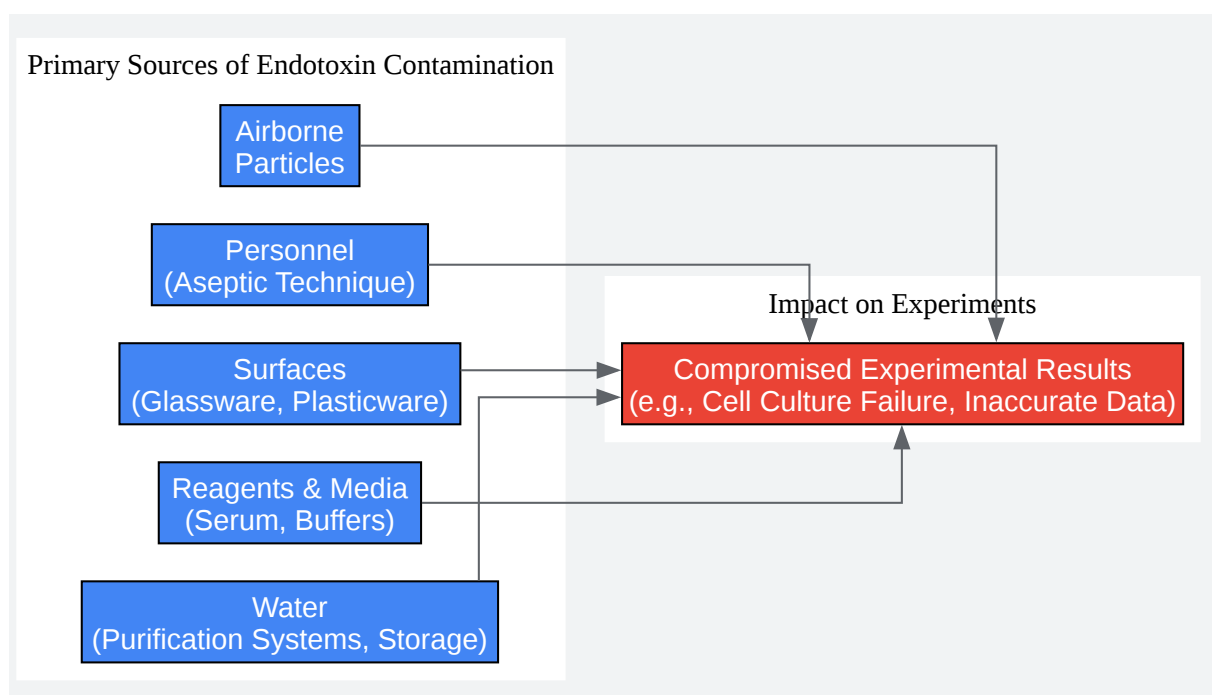 Primary Sources of Endotoxin Contamination
Airborne
Particles
Personnel
(Aseptic Technique)
Surfaces
(Glassware, Plasticware)
Reagents & Media
(Serum, Buffers)
Water
(Purification Systems, Storage)
Impact on Experiments
Compromised Experimental Results
(e.g., Cell Culture Failure, Inaccurate Data)